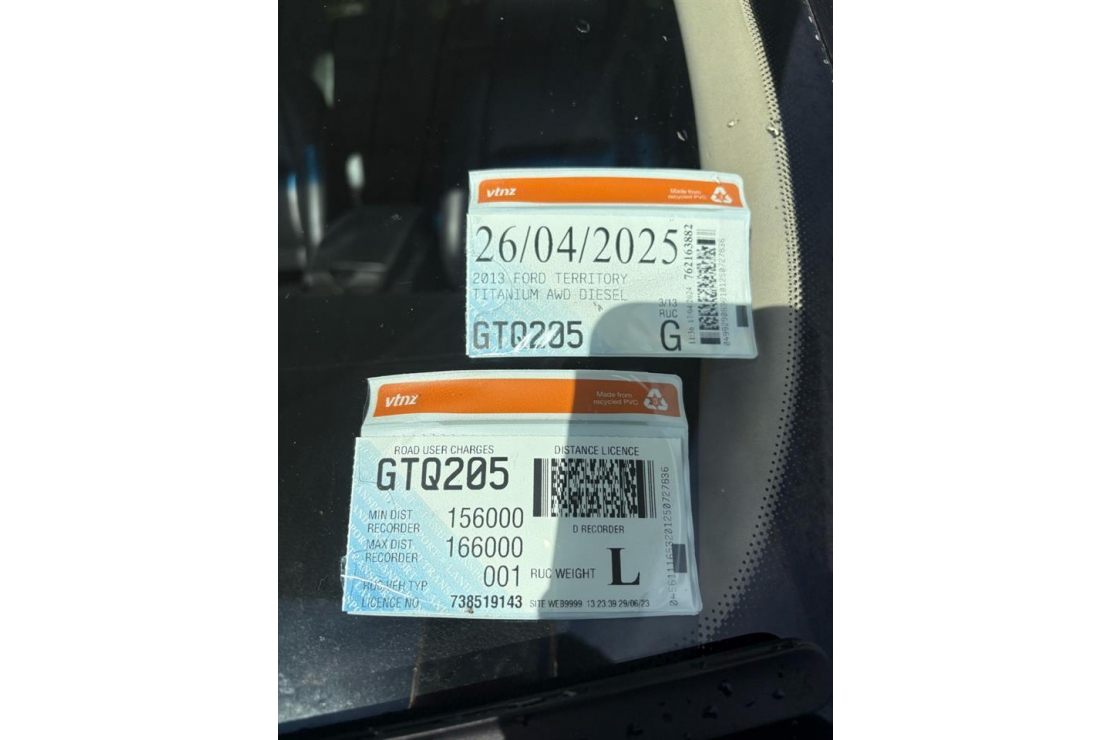 vtnz
Made from
recycled PVC
26/04/2025
2013 FORD TERRITORY
TITANIUM AWD DIESEL
3/13
RUC
GTQ205
G
762163882
vtnz
Made from
recycled PVC
ROAD USER CHARGES
DISTANCE LICENCE
GTQ205
MIN DIST
RECORDER
156000
D RECORDER
MAX DIST
RECORDER
166000
RUC VEH TYP
001
RUC WEIGHT L
LICENCE NO
738519143
SITE WEB9999 13:23:39 29/06/23